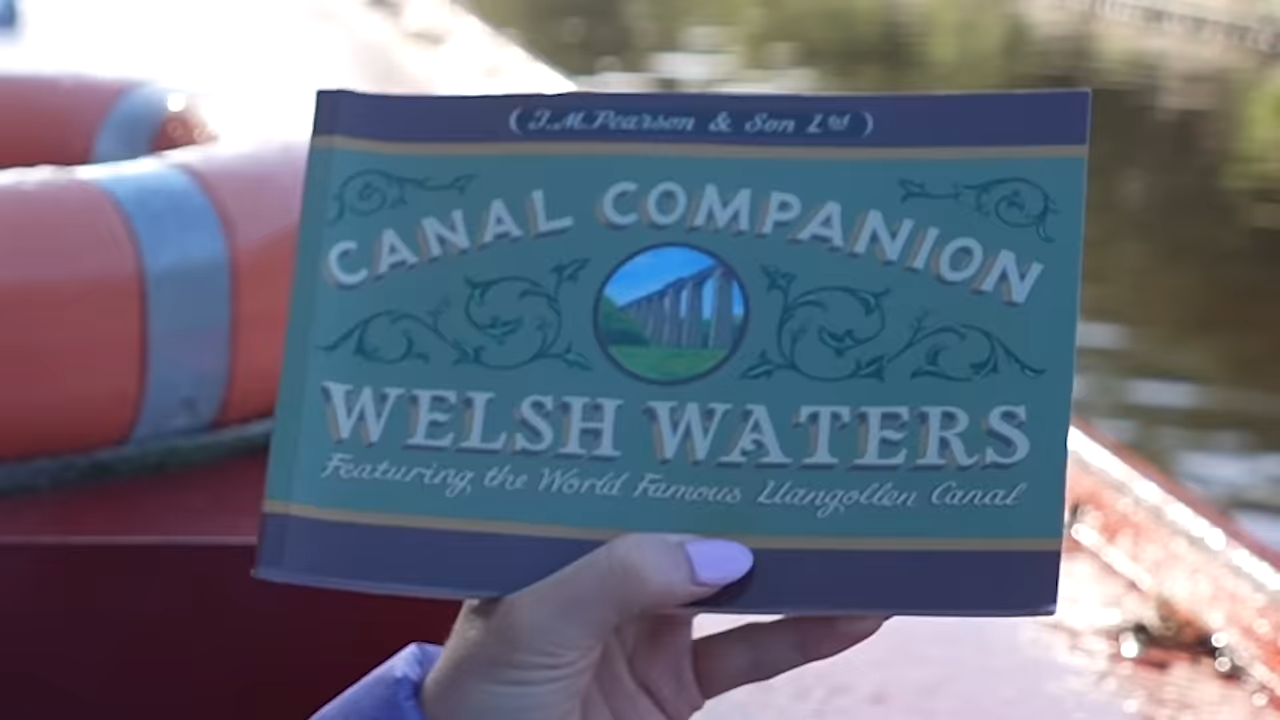 (J.M.Pearson & Son Ltd)
CANAL COMPANION
WELSH WATERS
Featuring the World Famous Llangollen Canal